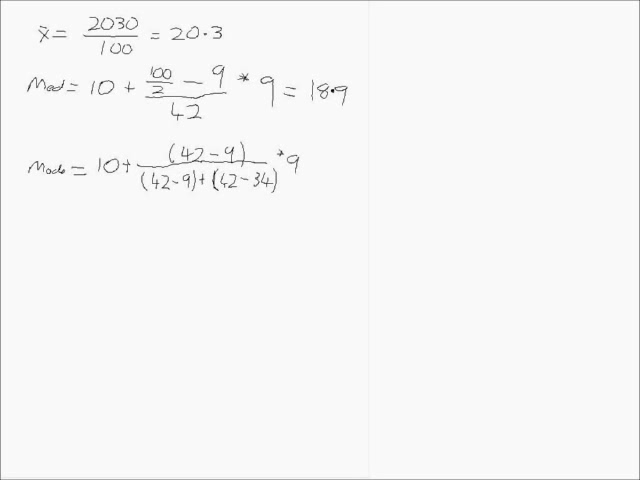 x̄ = 2030/100 = 20.3
Med = 10 + (100/2 - 9)/42 * 9 = 18.9
Mode = 10 + (42-9)/((42-9)+(42-34)) * 9